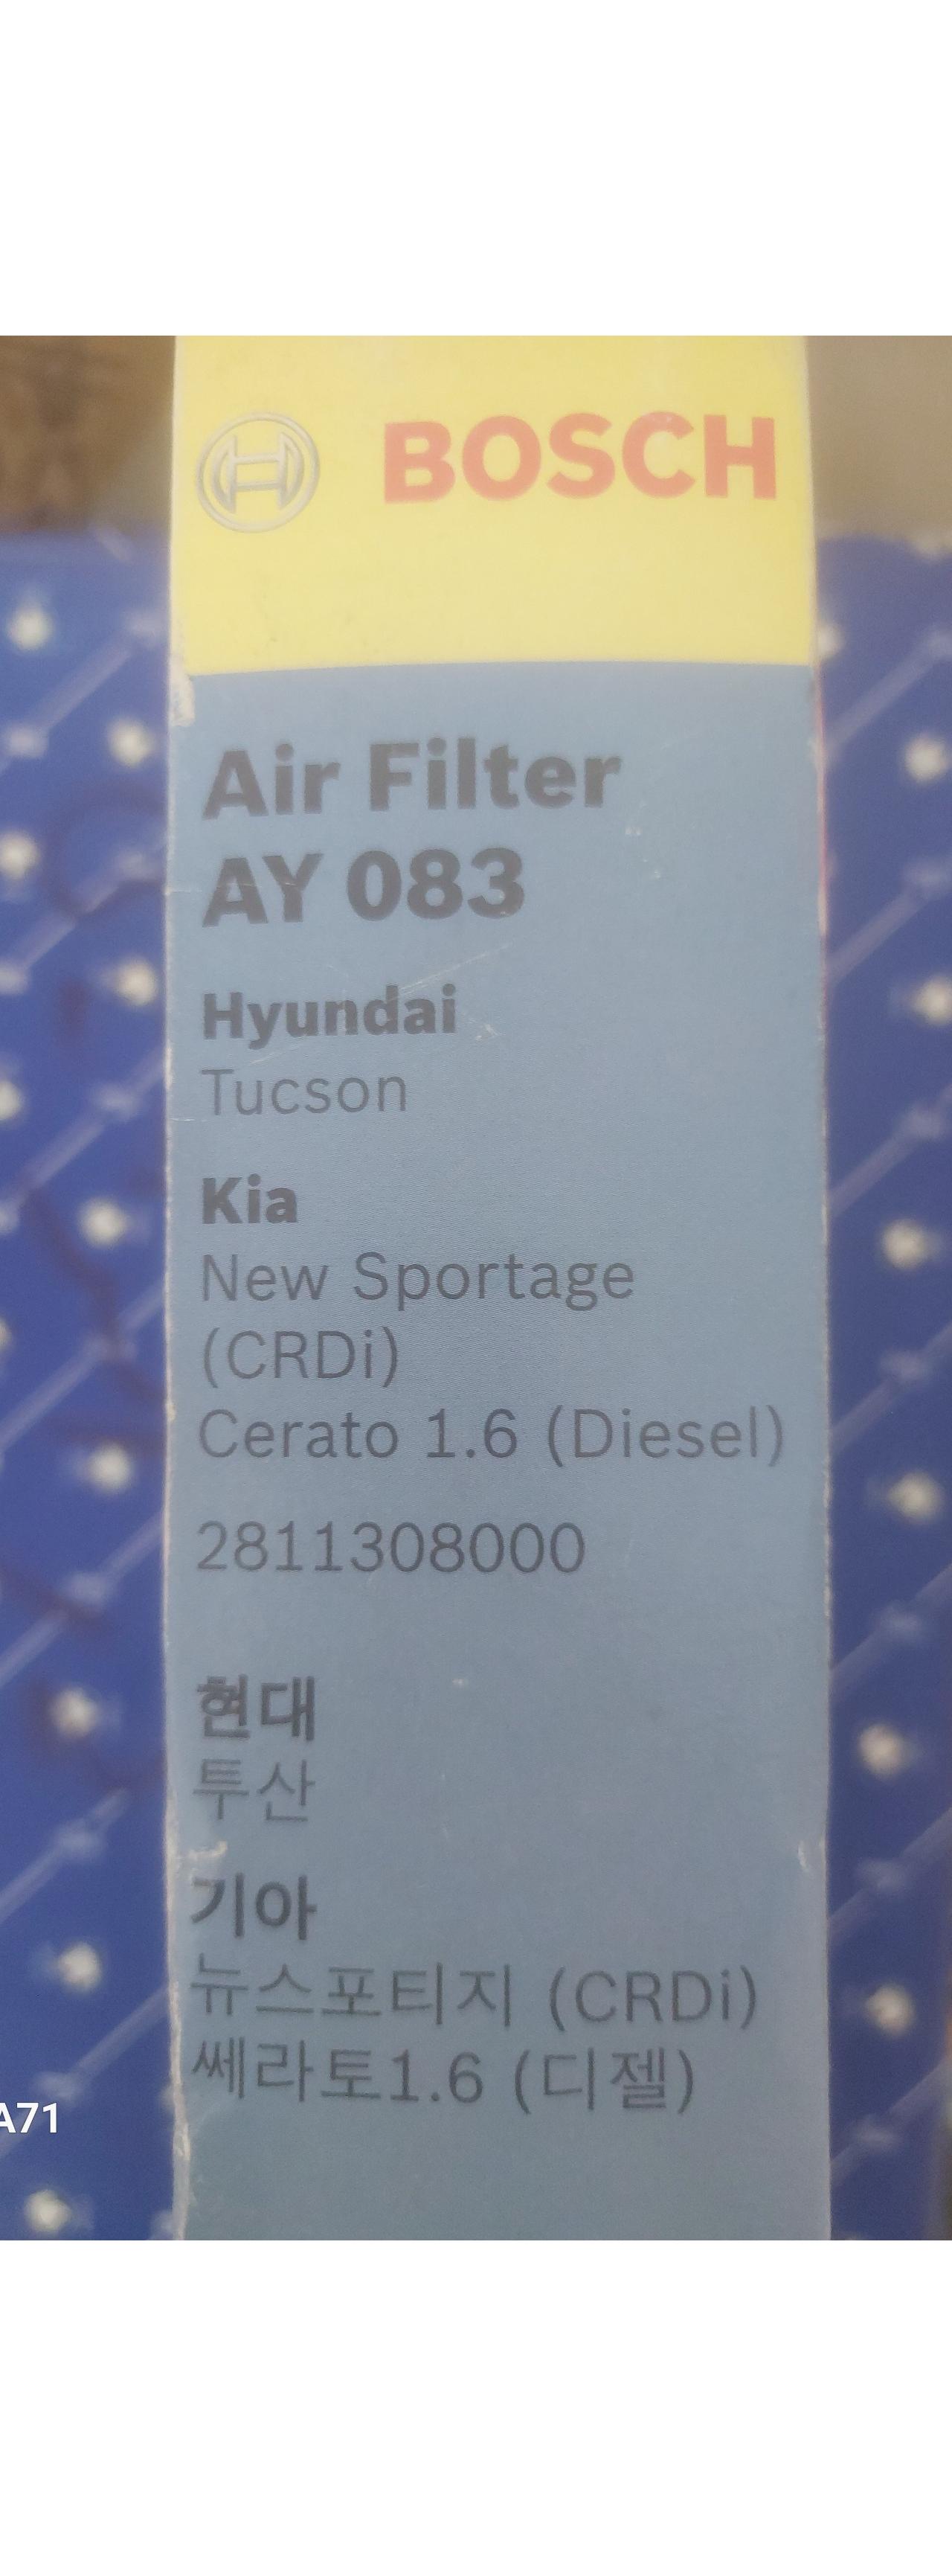 BOSCH
Air Filter
AY 083
Hyundai
Tucson
Kia
New Sportage
(CRDi)
Cerato 1.6 (Diesel)
2811308000
현대
투산
기아
뉴스포티지 (CRDi)
쎄라토1.6 (디젤)
A71